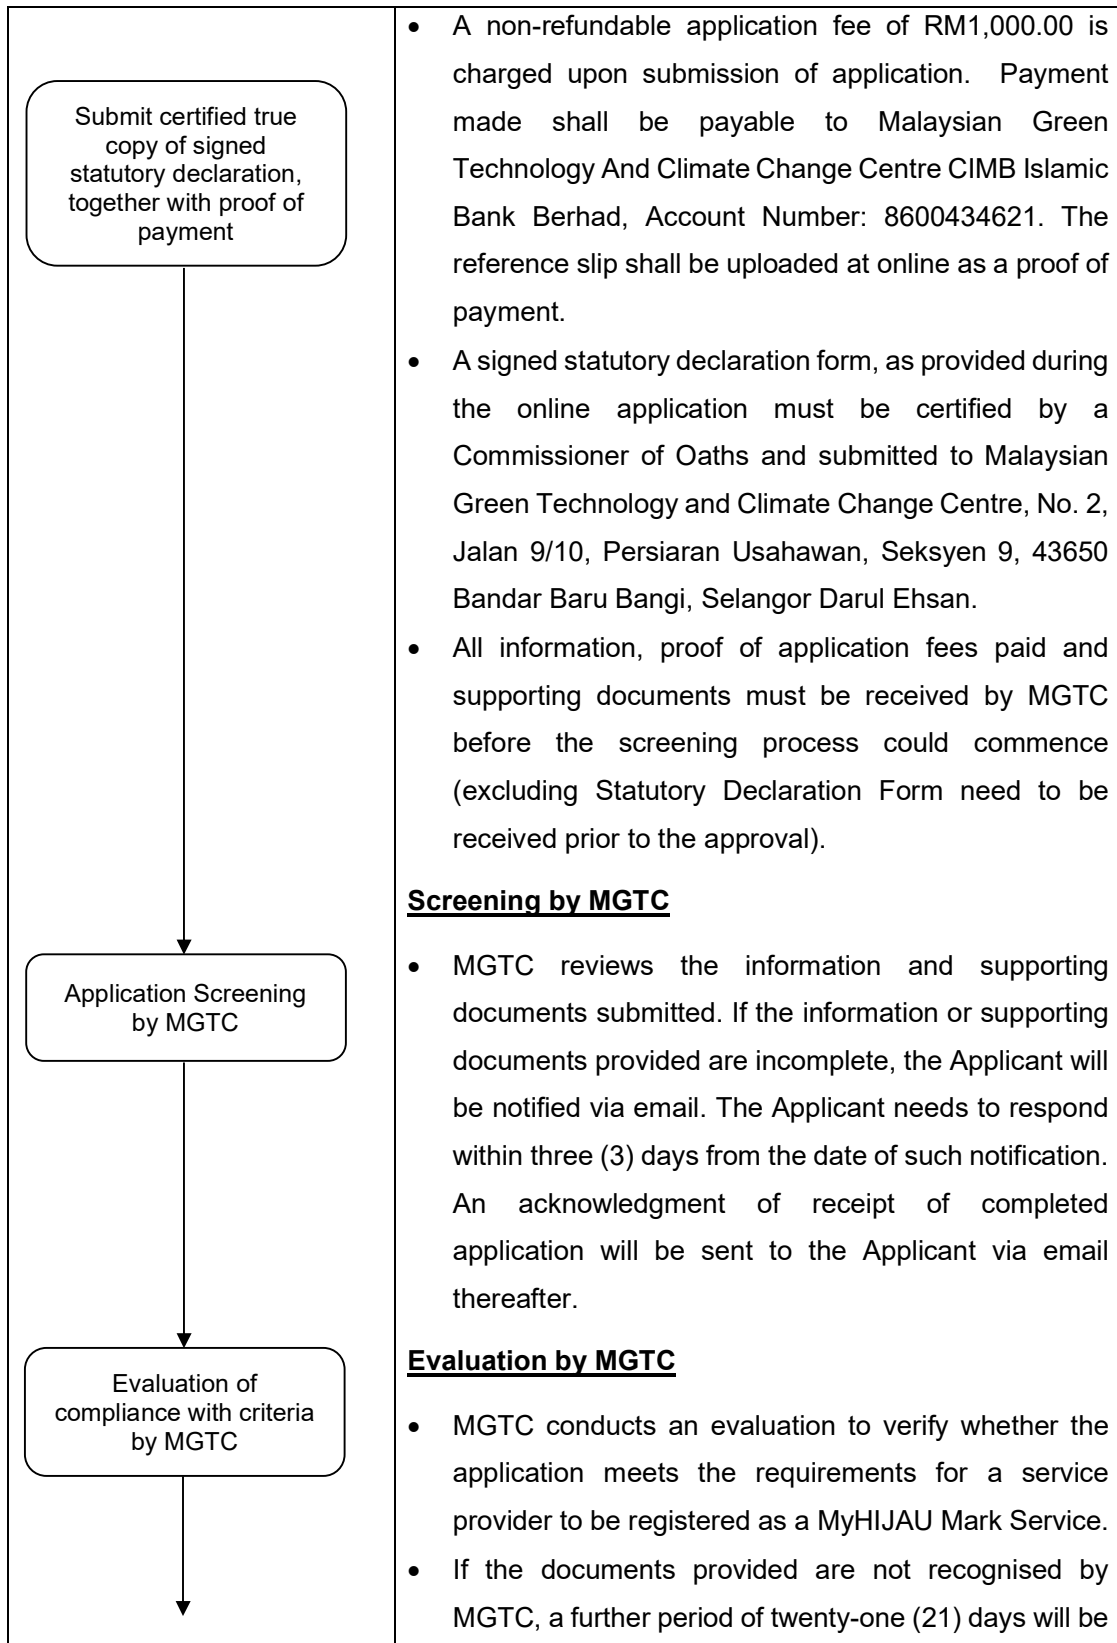 Submit certified true
copy of signed
statutory declaration,
together with proof of
payment
Application Screening
by MGTC
Evaluation of
compliance with criteria
by MGTC
• A non-refundable application fee of RM1,000.00 is
charged upon submission of application. Payment
made shall be payable to Malaysian Green
Technology And Climate Change Centre CIMB Islamic
Bank Berhad, Account Number: 8600434621. The
reference slip shall be uploaded at online as a proof of
payment.
• A signed statutory declaration form, as provided during
the online application must be certified by a
Commissioner of Oaths and submitted to Malaysian
Green Technology and Climate Change Centre, No. 2,
Jalan 9/10, Persiaran Usahawan, Seksyen 9, 43650
Bandar Baru Bangi, Selangor Darul Ehsan.
• All information, proof of application fees paid and
supporting documents must be received by MGTC
before the screening process could commence
(excluding Statutory Declaration Form need to be
received prior to the approval).
Screening by MGTC
• MGTC reviews the information and supporting
documents submitted. If the information or supporting
documents provided are incomplete, the Applicant will
be notified via email. The Applicant needs to respond
within three (3) days from the date of such notification.
An acknowledgment of receipt of completed
application will be sent to the Applicant via email
thereafter.
Evaluation by MGTC
• MGTC conducts an evaluation to verify whether the
application meets the requirements for a service
provider to be registered as a MyHIJAU Mark Service.
• If the documents provided are not recognised by
MGTC, a further period of twenty-one (21) days will be